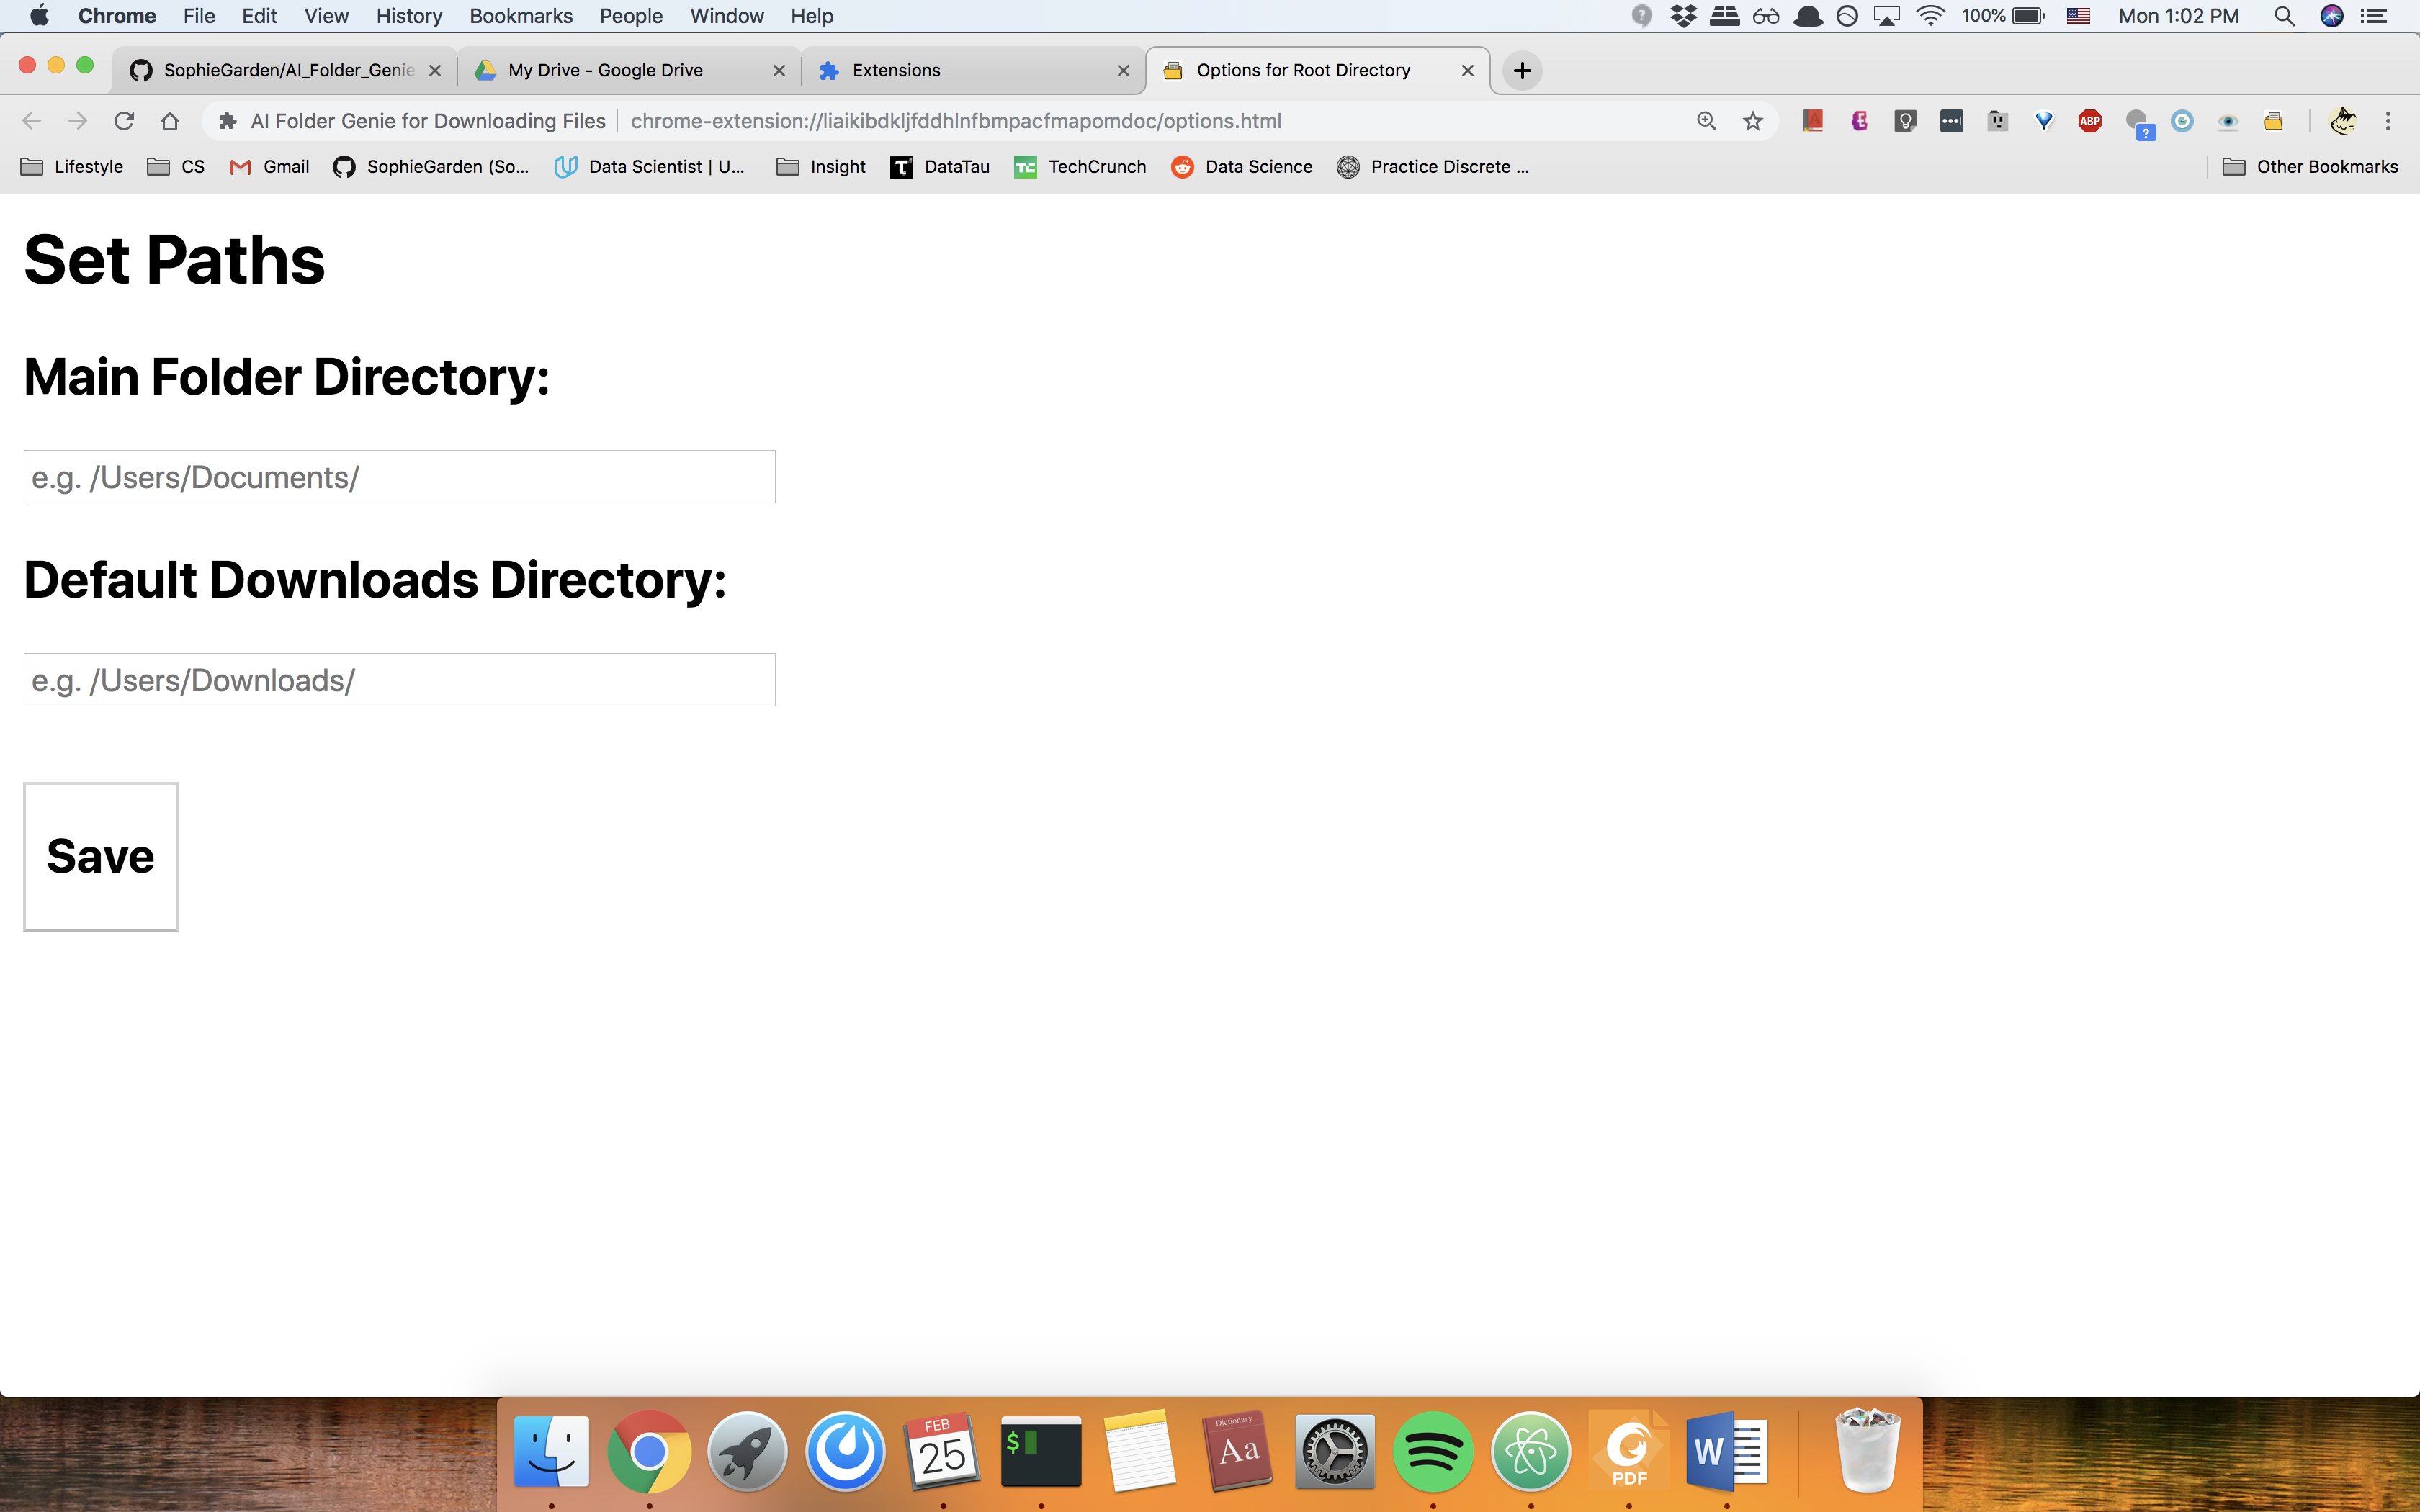 Chrome File Edit View History Bookmarks People Window Help 100% Mon 1:02 PM
SophieGarden/AI_Folder_Genie My Drive - Google Drive Extensions Options for Root Directory
AI Folder Genie for Downloading Files chrome-extension://liaikibdkljfddhlnfbmpacfmapomdoc/options.html ABP
Lifestyle CS Gmail SophieGarden (So... Data Scientist | U... Insight DataTau TechCrunch Data Science Practice Discrete ... Other Bookmarks
Set Paths
Main Folder Directory:
e.g. /Users/Documents/
Default Downloads Directory:
e.g. /Users/Downloads/
Save
FEB
25
$
Dictionary
Aa
PDF
W